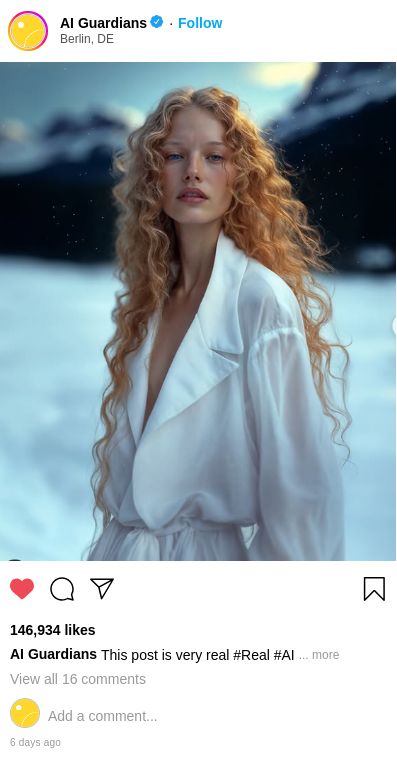 AI Guardians · Follow
Berlin, DE
146,934 likes
AI Guardians This post is very real #Real #AI ... more
View all 16 comments
Add a comment...
6 days ago